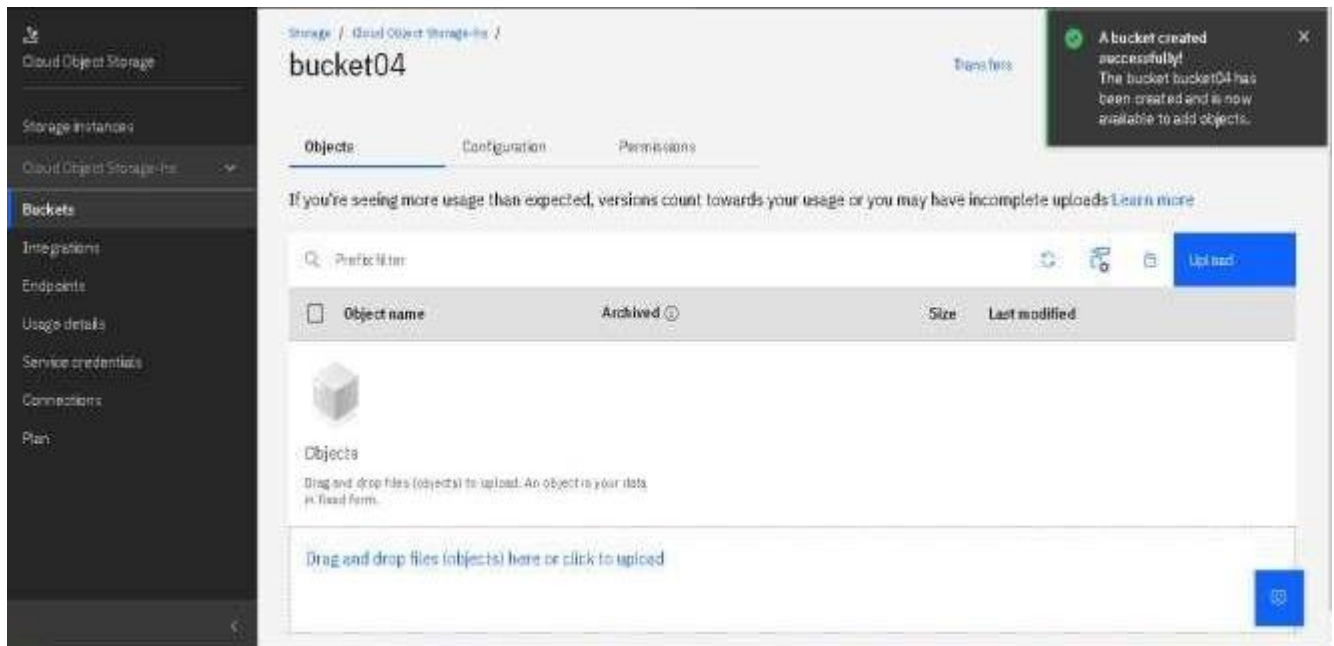 Cloud Object Storage
Storage instances
Cloud Object Storage-Ins
Buckets
Integrations
Endpoints
Usage details
Service credentials
Connections
Plan
Storage / Cloud Object Storage-Ins /
bucket04
Transfers
A bucket created
successfully!
The bucket bucket04 has
been created and is now
available to add objects.
Objects Configuration Permissions
If you're seeing more usage than expected, versions count towards your usage or you may have incomplete uploads Learn more
Prefix filter
Upload
Object name Archived Size Last modified
Objects
Drag and drop files (objects) to upload. An object is your data
in fixed form.
Drag and drop files (objects) here or click to upload